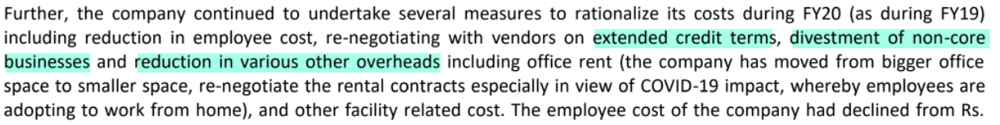 Further, the company continued to undertake several measures to rationalize its costs during FY20 (as during FY19)
including reduction in employee cost, re-negotiating with vendors on extended credit terms, divestment of non-core
businesses and reduction in various other overheads including office rent (the company has moved from bigger office
space to smaller space, re-negotiate the rental contracts especially in view of COVID-19 impact, whereby employees are
adopting to work from home), and other facility related cost. The employee cost of the company had declined from Rs.